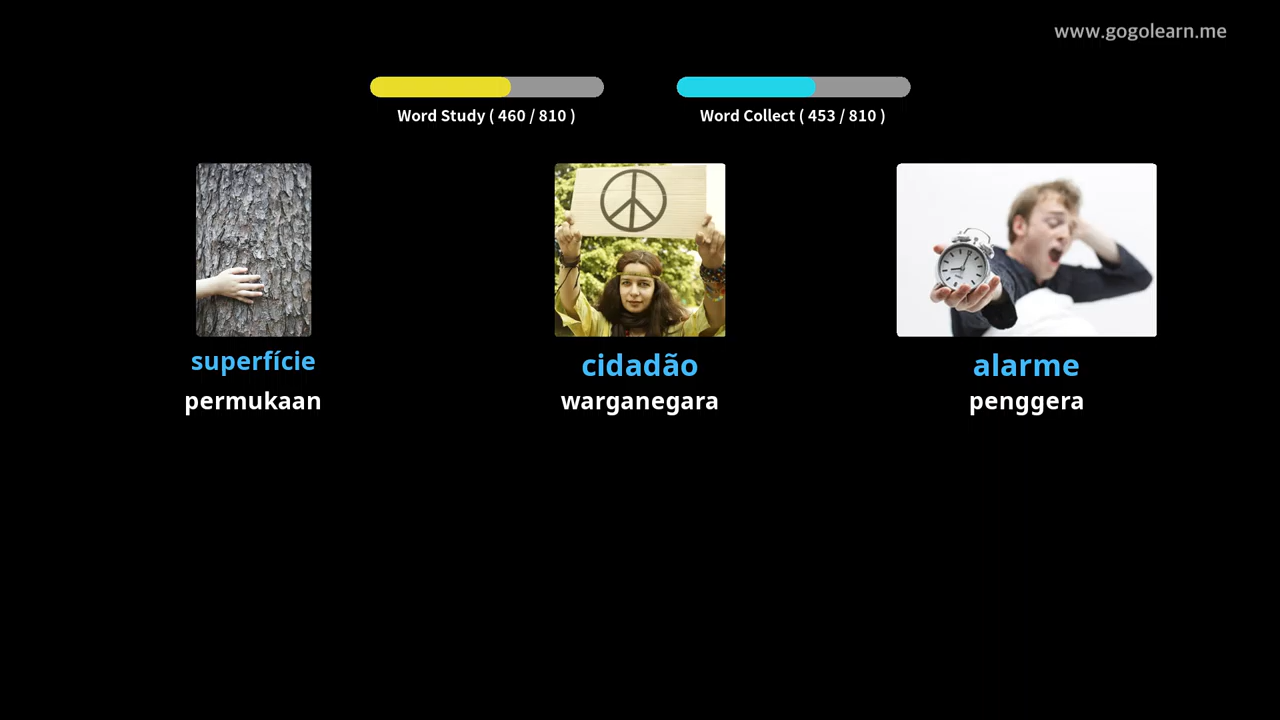 www.gogolearn.me
Word Study ( 460 / 810 )
Word Collect ( 453 / 810 )
superfície
cidadão
alarme
permukaan
warganegara
penggera